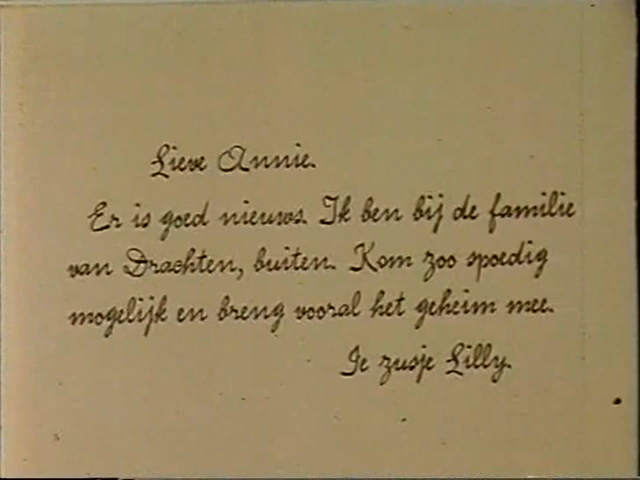 Lieve Annie.
Er is goed nieuws. Ik ben bij de familie
van Drachten, buiten. Kom zoo spoedig
mogelijk en breng vooral het geheim mee.
Je zusje Lilly.